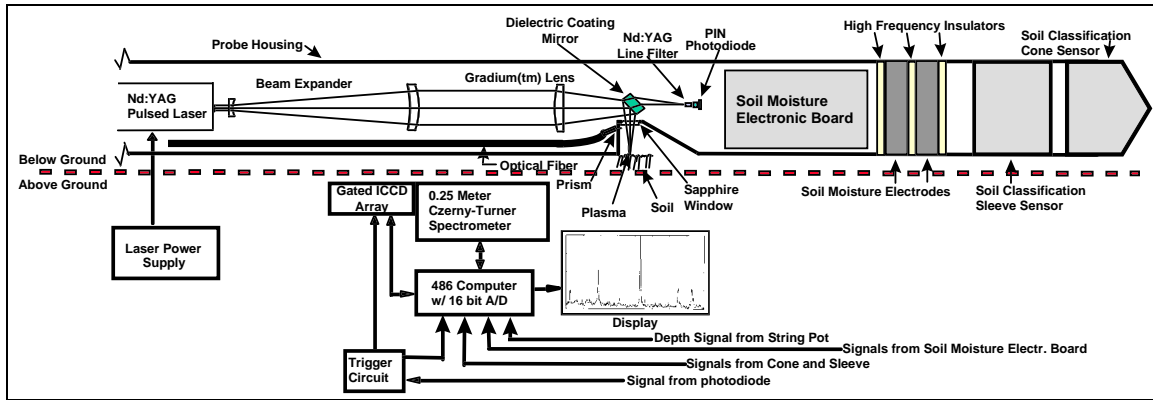 Dielectric Coating
Mirror
Nd:YAG
Line Filter
PIN
Photodiode
High Frequency Insulators
Soil Classification
Cone Sensor
Probe Housing
Beam Expander
Gradium(tm) Lens
Nd:YAG
Pulsed Laser
Soil Moisture
Electronic Board
Below Ground
Above Ground
Optical Fiber
Prism
Plasma
Soil
Sapphire
Window
Soil Moisture Electrodes
Soil Classification
Sleeve Sensor
Gated ICCD
Array
0.25 Meter
Czerny-Turner
Spectrometer
Laser Power
Supply
486 Computer
w/ 16 bit A/D
Display
Depth Signal from String Pot
Signals from Soil Moisture Electr. Board
Trigger
Circuit
Signals from Cone and Sleeve
Signal from photodiode